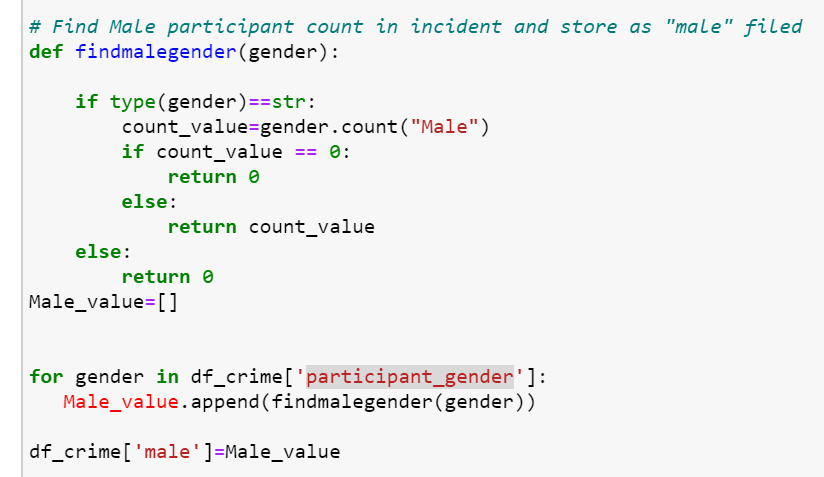 # Find Male participant count in incident and store as "male" filed
def findmalegender(gender):
    if type(gender)==str:
        count_value=gender.count("Male")
        if count_value == 0:
            return 0
        else:
            return count_value
    else:
        return 0
Male_value=[]
for gender in df_crime['participant_gender']:
   Male_value.append(findmalegender(gender))
df_crime['male']=Male_value